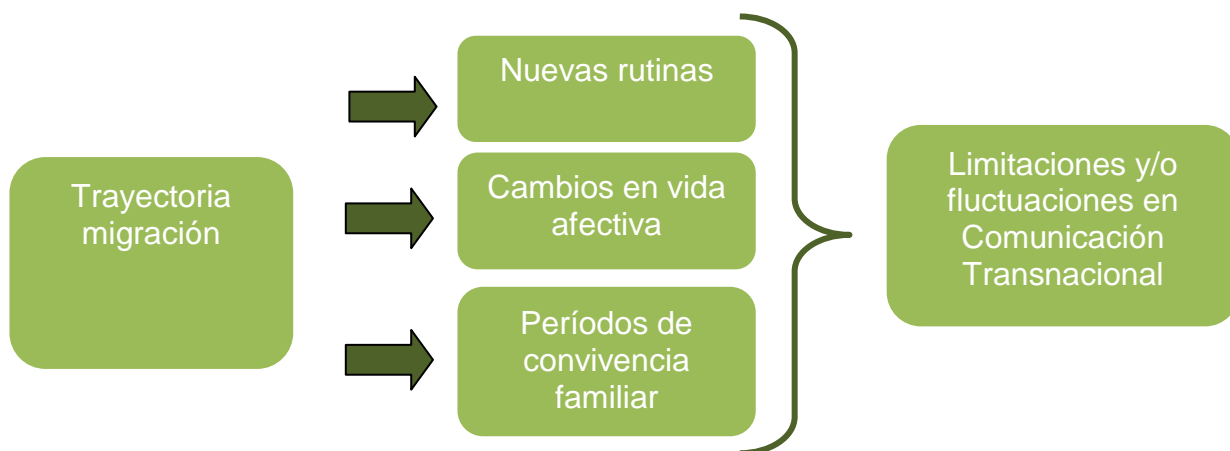 Trayectoria
migración
Nuevas rutinas
Cambios en vida
afectiva
Períodos de
convivencia
familiar
Limitaciones y/o
fluctuaciones en
Comunicación
Transnacional